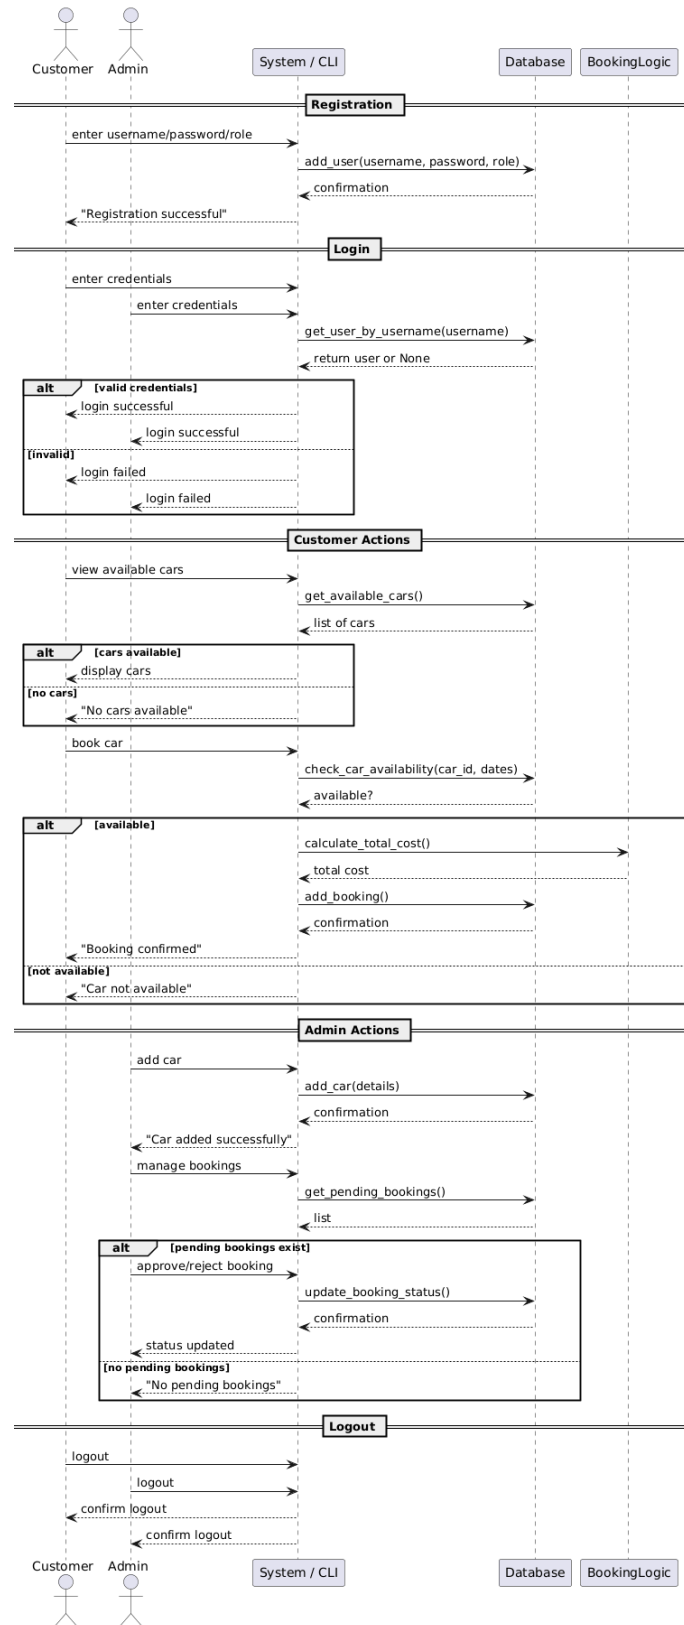 Customer
Admin
System / CLI
Database
BookingLogic
Registration
enter username/password/role
add_user(username, password, role)
confirmation
"Registration successful"
Login
enter credentials
enter credentials
get_user_by_username(username)
return user or None
alt
[valid credentials]
login successful
login successful
[invalid]
login failed
login failed
Customer Actions
view available cars
get_available_cars()
list of cars
alt
[cars available]
display cars
[no cars]
"No cars available"
book car
check_car_availability(car_id, dates)
available?
alt
[available]
calculate_total_cost()
total cost
add_booking()
confirmation
"Booking confirmed"
[not available]
"Car not available"
Admin Actions
add car
add_car(details)
confirmation
"Car added successfully"
manage bookings
get_pending_bookings()
list
alt
[pending bookings exist]
approve/reject booking
update_booking_status()
confirmation
status updated
[no pending bookings]
"No pending bookings"
Logout
logout
logout
confirm logout
confirm logout
Customer
Admin
System / CLI
Database
BookingLogic